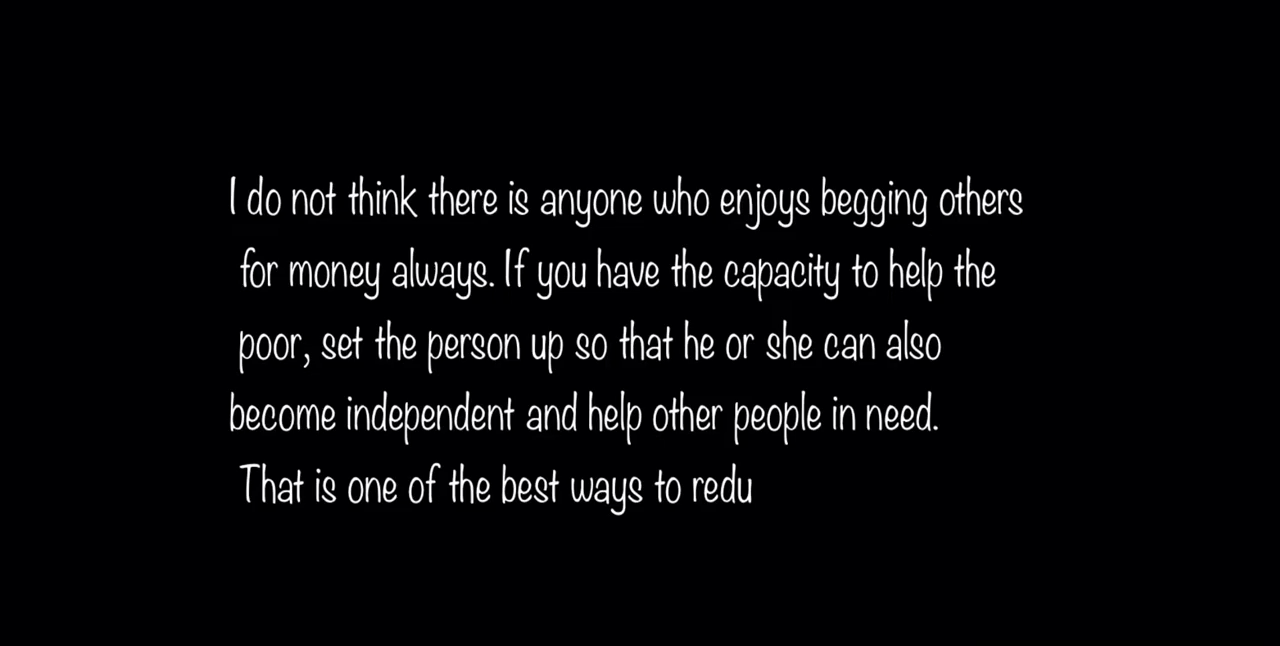 I do not think there is anyone who enjoys begging others
for money always. If you have the capacity to help the
poor, set the person up so that he or she can also
become independent and help other people in need.
That is one of the best ways to redu